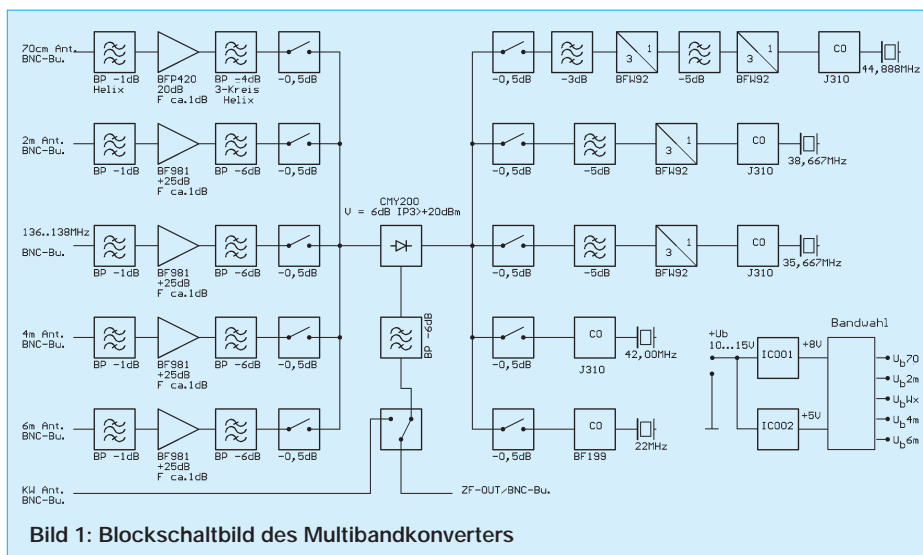 70cm Ant.
BNC-Bu.
BP -1dB
Helix
BFP420
20dB
F ca.1dB
BP -4dB
3-Kreis
Helix
-0,5dB
-0,5dB
-3dB
3 1
BFW92
-5dB
3 1
BFW92
CO
J310
44,888MHz
2m Ant.
BNC-Bu.
BP -1dB
BF981
+25dB
F ca.1dB
BP -6dB
-0,5dB
-0,5dB
-5dB
3 1
BFW92
CO
J310
38,667MHz
CMY200
V = 6dB IP3>+20dBm
136..138MHz
BNC-Bu.
BP -1dB
BF981
+25dB
F ca.1dB
BP -6dB
-0,5dB
-0,5dB
-5dB
3 1
BFW92
CO
J310
35,667MHz
BP -6dB
4m Ant.
BNC-Bu.
BP -1dB
BF981
+25dB
F ca.1dB
BP -6dB
-0,5dB
-0,5dB
CO
J310
42,00MHz
+Ub
10...15V
IC001
+8V
IC002
+5V
Bandwahl
Ub70
Ub2m
UbWx
Ub4m
Ub6m
6m Ant.
BNC-Bu.
BP -1dB
BF981
+25dB
F ca.1dB
BP -6dB
-0,5dB
-0,5dB
CO
BF199
22MHz
KW Ant.
BNC-Bu.
ZF-OUT/BNC-Bu.
Bild 1: Blockschaltbild des Multibandkonverters